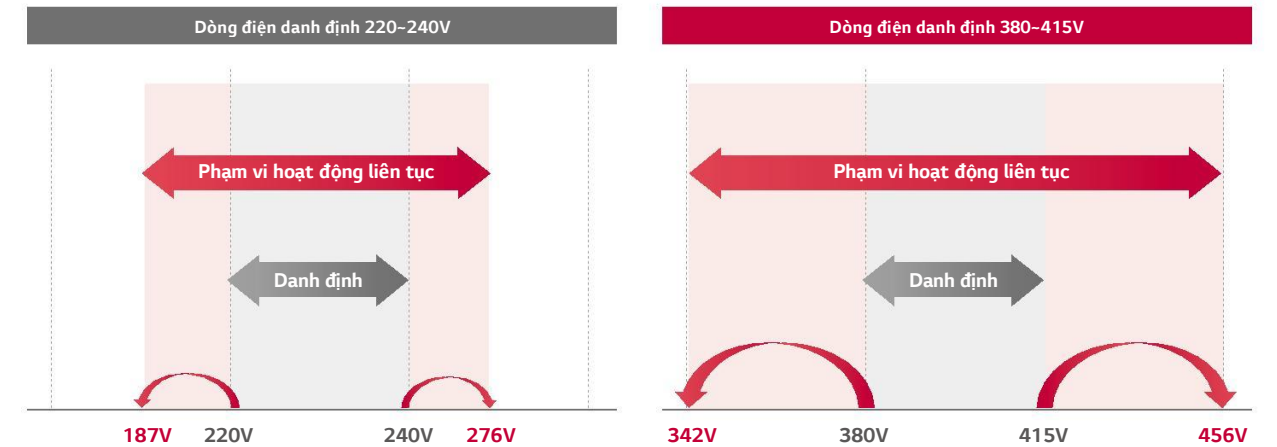 Dòng điện danh định 220~240V
Phạm vi hoạt động liên tục
Danh định
187V 220V 240V 276V
Dòng điện danh định 380~415V
Phạm vi hoạt động liên tục
Danh định
342V 380V 415V 456V